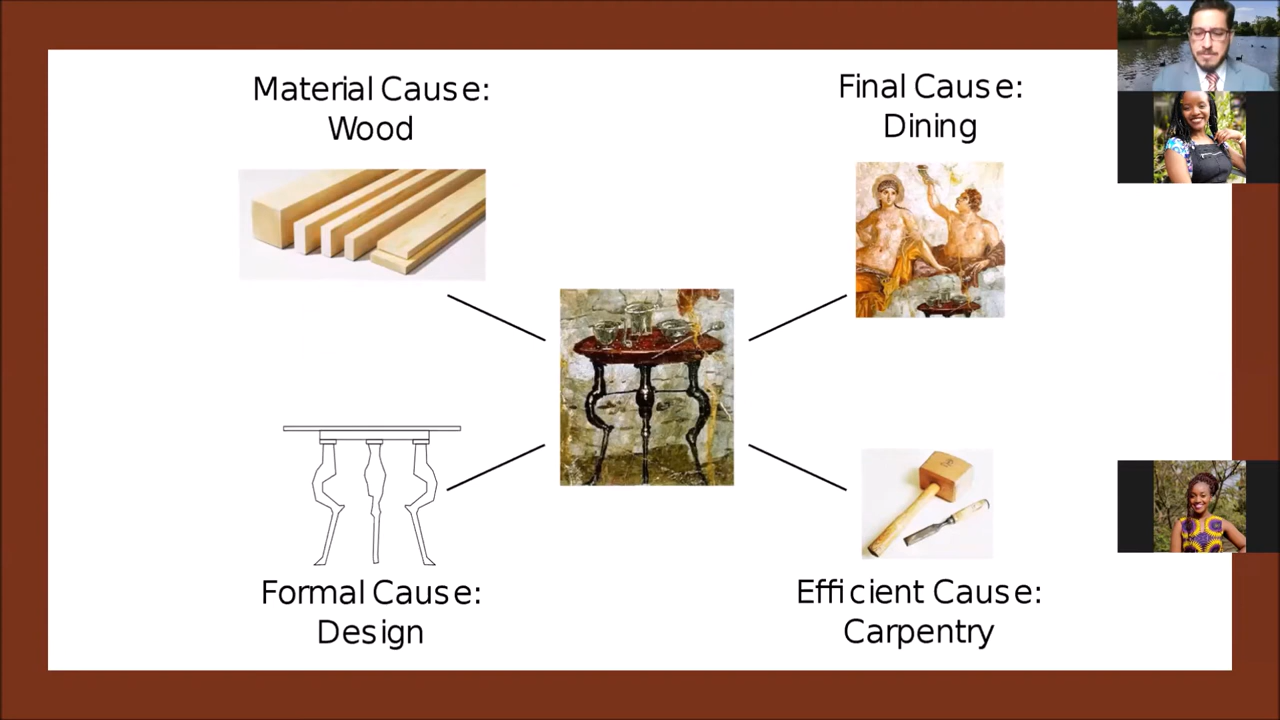 Material Cause:
Wood
Final Cause:
Dining
Formal Cause:
Design
Efficient Cause:
Carpentry